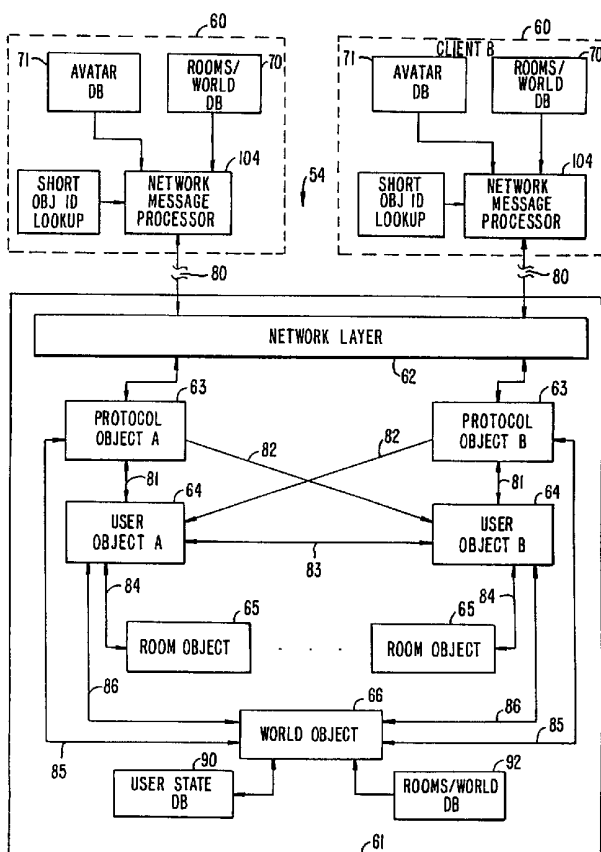 60
60
CLIENT B
71
AVATAR
DB
ROOMS/
WORLD
DB
70
71
AVATAR
DB
ROOMS/
WORLD
DB
70
SHORT
OBJ ID
LOOKUP
NETWORK
MESSAGE
PROCESSOR
104
54
SHORT
OBJ ID
LOOKUP
NETWORK
MESSAGE
PROCESSOR
104
80
80
NETWORK LAYER
62
63
PROTOCOL
OBJECT A
63
PROTOCOL
OBJECT B
82
82
81
81
64
USER
OBJECT A
64
USER
OBJECT B
83
84
84
65
ROOM OBJECT
. . . .
65
ROOM OBJECT
86
86
66
WORLD OBJECT
85
85
90
USER STATE
DB
92
ROOMS/WORLD
DB
61